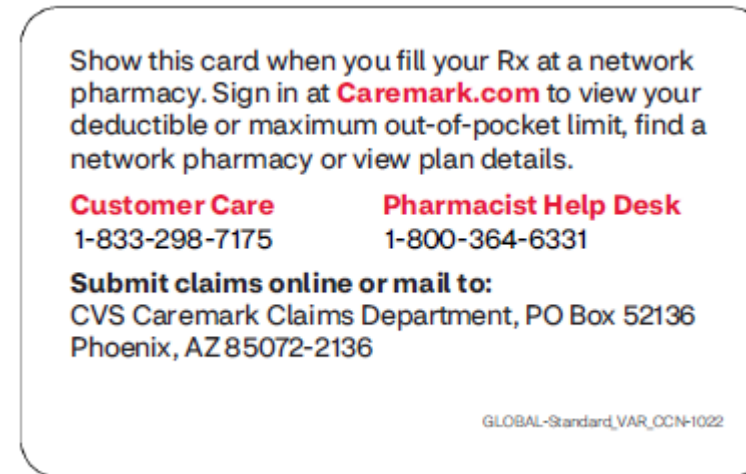 Show this card when you fill your Rx at a network
pharmacy. Sign in at Caremark.com to view your
deductible or maximum out-of-pocket limit, find a
network pharmacy or view plan details.
Customer Care Pharmacist Help Desk
1-833-298-7175 1-800-364-6331
Submit claims online or mail to:
CVS Caremark Claims Department, PO Box 52136
Phoenix, AZ 85072-2136
GLOBAL-Standard_VAR_CCN-1022